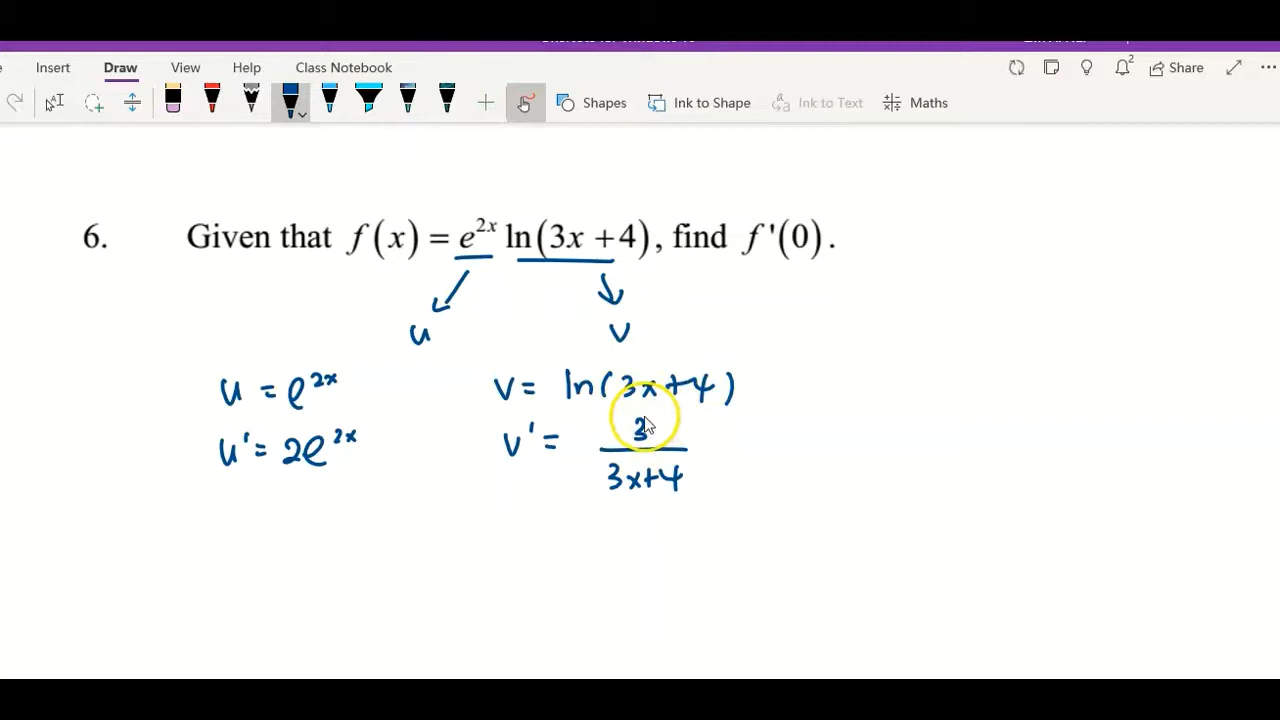 Insert Draw View Help Class Notebook Share
Shapes Ink to Shape Ink to Text Maths
6. Given that f(x) = e^{2x} ln(3x + 4), find f'(0).
u v
u = e^{2x} v = ln(3x+4)
u' = 2e^{2x} v' = 3/(3x+4)